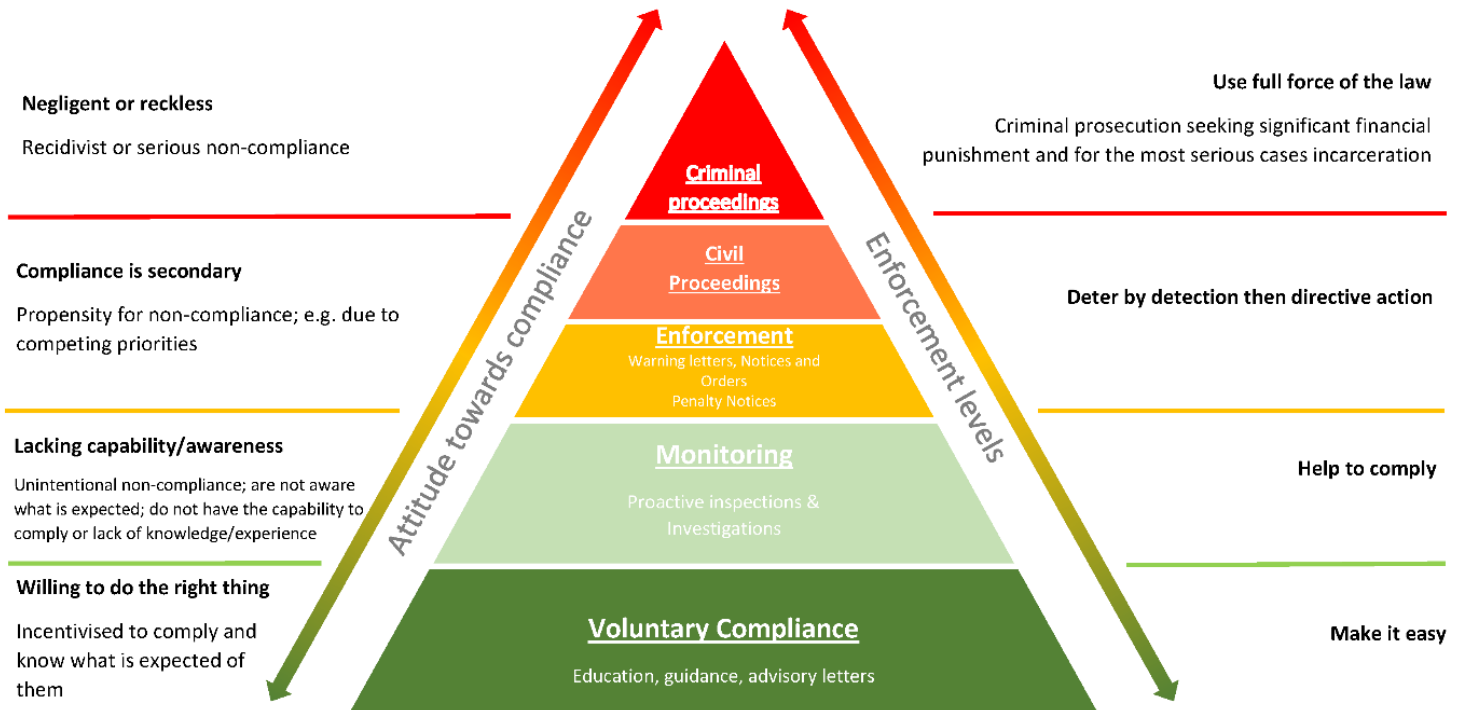 Negligent or reckless
Recidivist or serious non-compliance
Compliance is secondary
Propensity for non-compliance; e.g. due to
competing priorities
Lacking capability/awareness
Unintentional non-compliance; are not aware
what is expected; do not have the capability to
comply or lack of knowledge/experience
Willing to do the right thing
Incentivised to comply and
know what is expected of
them
Attitude towards compliance
Criminal
proceedings
Civil
Proceedings
Enforcement
Warning letters, Notices and
Orders
Penalty Notices
Monitoring
Proactive inspections &
Investigations
Voluntary Compliance
Education, guidance, advisory letters
Enforcement levels
Use full force of the law
Criminal prosecution seeking significant financial
punishment and for the most serious cases incarceration
Deter by detection then directive action
Help to comply
Make it easy